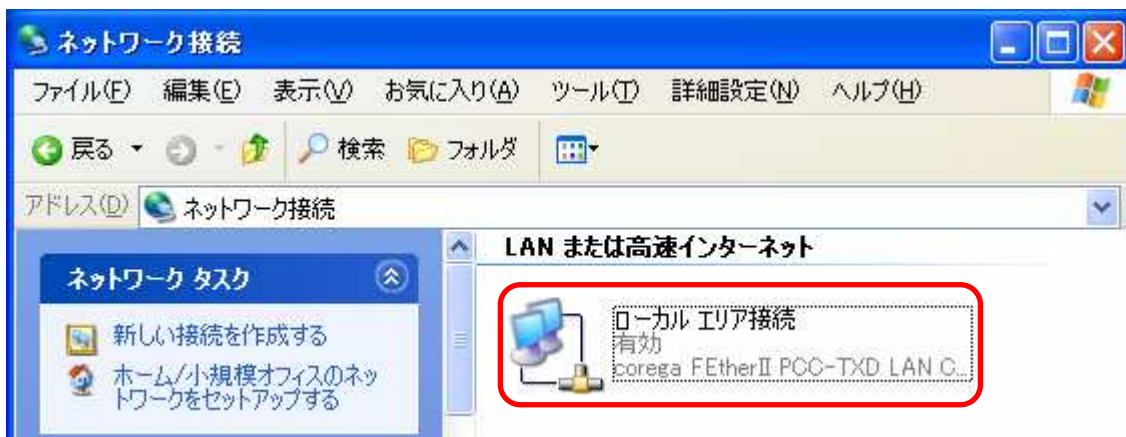 ネットワーク接続
ファイル(F) 編集(E) 表示(V) お気に入り(A) ツール(T) 詳細設定(N) ヘルプ(H)
戻る 検索 フォルダ
アドレス(D) ネットワーク接続
ネットワーク タスク
新しい接続を作成する
ホーム/小規模オフィスのネッ
トワークをセットアップする
LAN または高速インターネット
ローカル エリア接続
有効
corega FEtherII PCC-TXD LAN C...